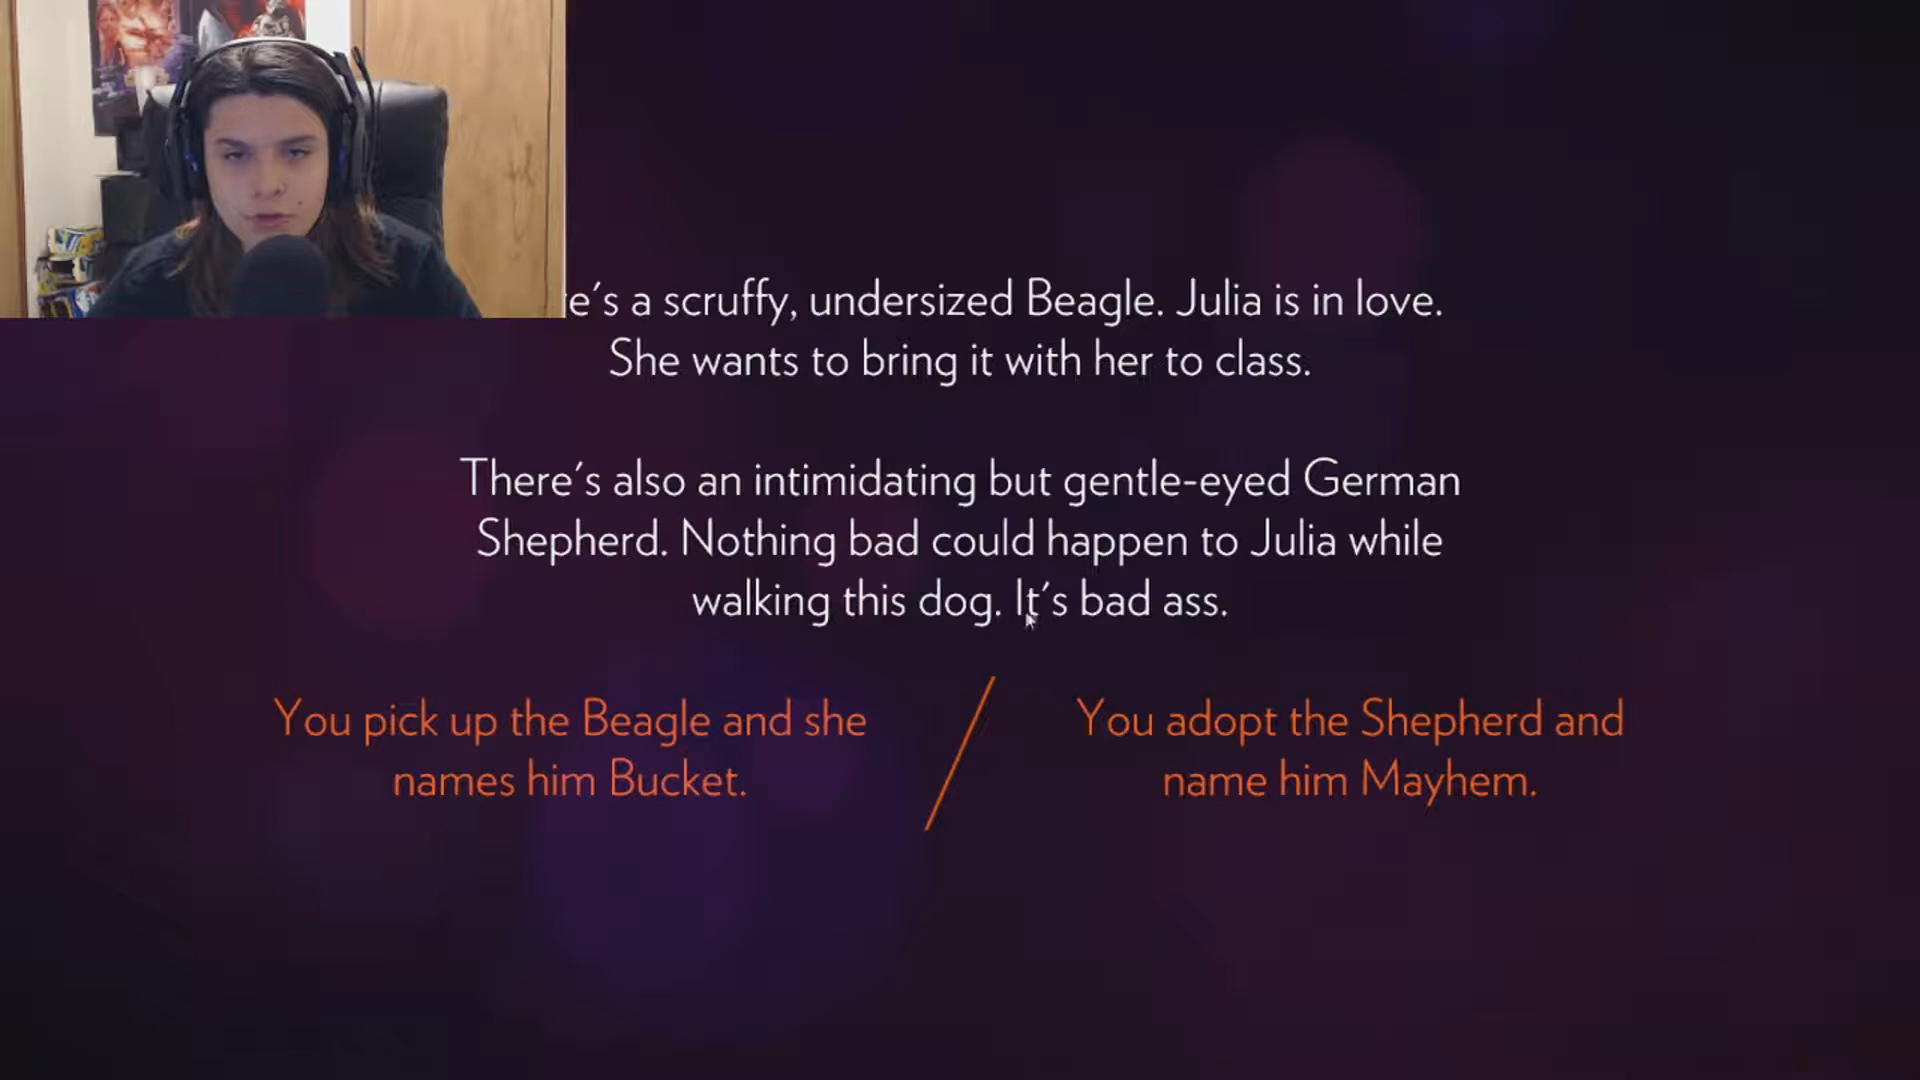 e's a scruffy, undersized Beagle. Julia is in love.
She wants to bring it with her to class.
There's also an intimidating but gentle-eyed German
Shepherd. Nothing bad could happen to Julia while
walking this dog. It's bad ass.
You pick up the Beagle and she
names him Bucket.
You adopt the Shepherd and
name him Mayhem.